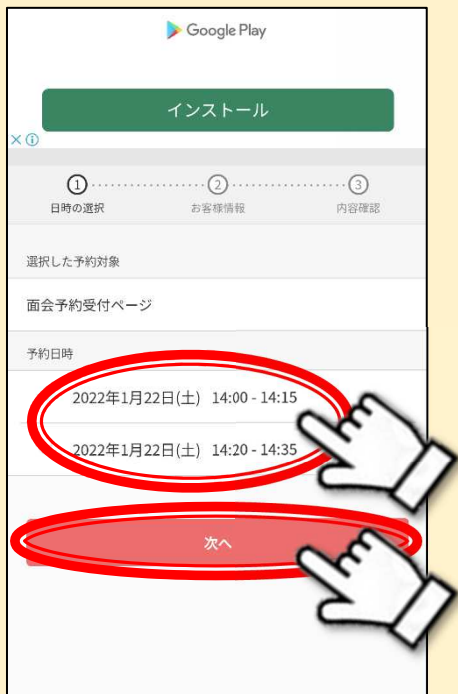 Google Play
インストール
① ② ③
日時の選択 お客様情報 内容確認
選択した予約対象
面会予約受付ページ
予約日時
2022年1月22日(土) 14:00 - 14:15
2022年1月22日(土) 14:20 - 14:35
次へ